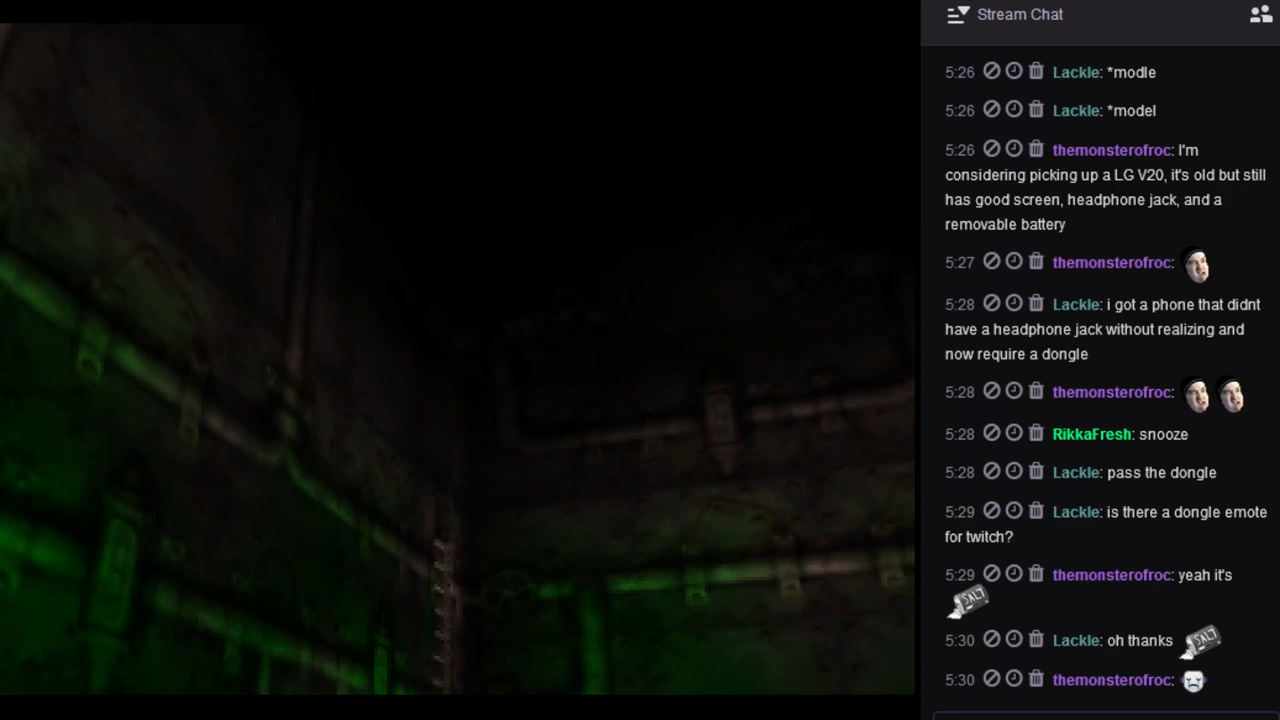 Stream Chat
5:26 Lackle: *modle
5:26 Lackle: *model
5:26 themonsterofroc: I'm
considering picking up a LG V20, it's old but still
has good screen, headphone jack, and a
removable battery
5:27 themonsterofroc:
5:28 Lackle: i got a phone that didnt
have a headphone jack without realizing and
now require a dongle
5:28 themonsterofroc:
5:28 RikkaFresh: snooze
5:28 Lackle: pass the dongle
5:29 Lackle: is there a dongle emote
for twitch?
5:29 themonsterofroc: yeah it's
SALT
5:30 Lackle: oh thanks SALT
5:30 themonsterofroc: